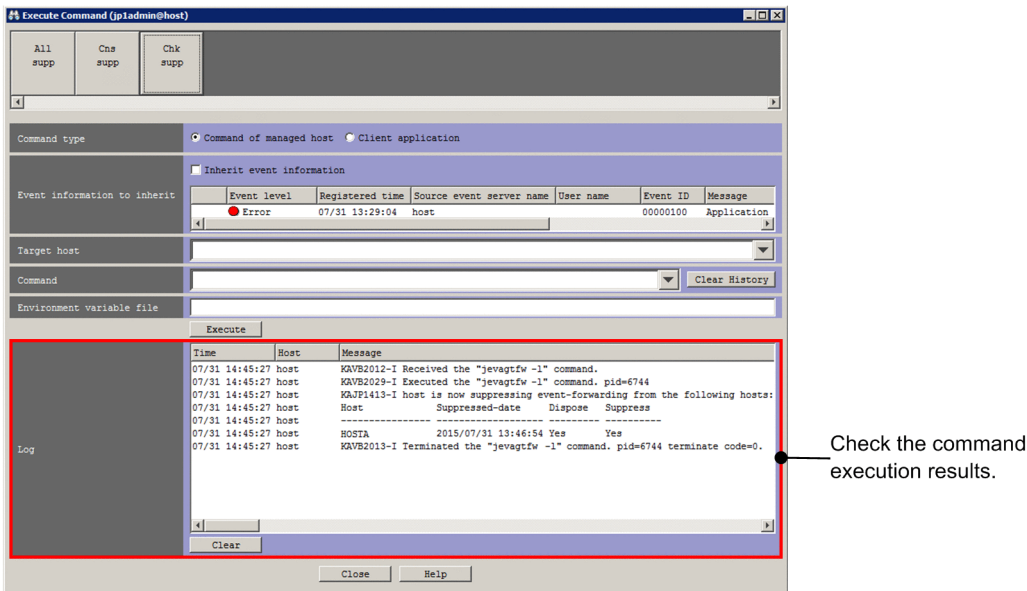 Execute Command (jp1admin@host)
All supp
Cns supp
Chk supp
Command type
Command of managed host
Client application
Event information to inherit
Inherit event information
Event level Registered time Source event server name User name Event ID Message
Error 07/31 13:29:04 host 00000100 Application
Target host
Command
Clear History
Environment variable file
Execute
Log
Time Host Message
07/31 14:45:27 host KAVB2012-I Received the "jevagtfw -l" command.
07/31 14:45:27 host KAVB2029-I Executed the "jevagtfw -l" command. pid=6744
07/31 14:45:27 host KAJP1413-I host is now suppressing event-forwarding from the following hosts:
07/31 14:45:27 host Host Suppressed-date Dispose Suppress
07/31 14:45:27 host ---------------- ------------------- --------- ----------
07/31 14:45:27 host HOSTA 2015/07/31 13:46:54 Yes Yes
07/31 14:45:27 host KAVB2013-I Terminated the "jevagtfw -l" command. pid=6744 terminate code=0.
Clear
Close
Help
Check the command
execution results.